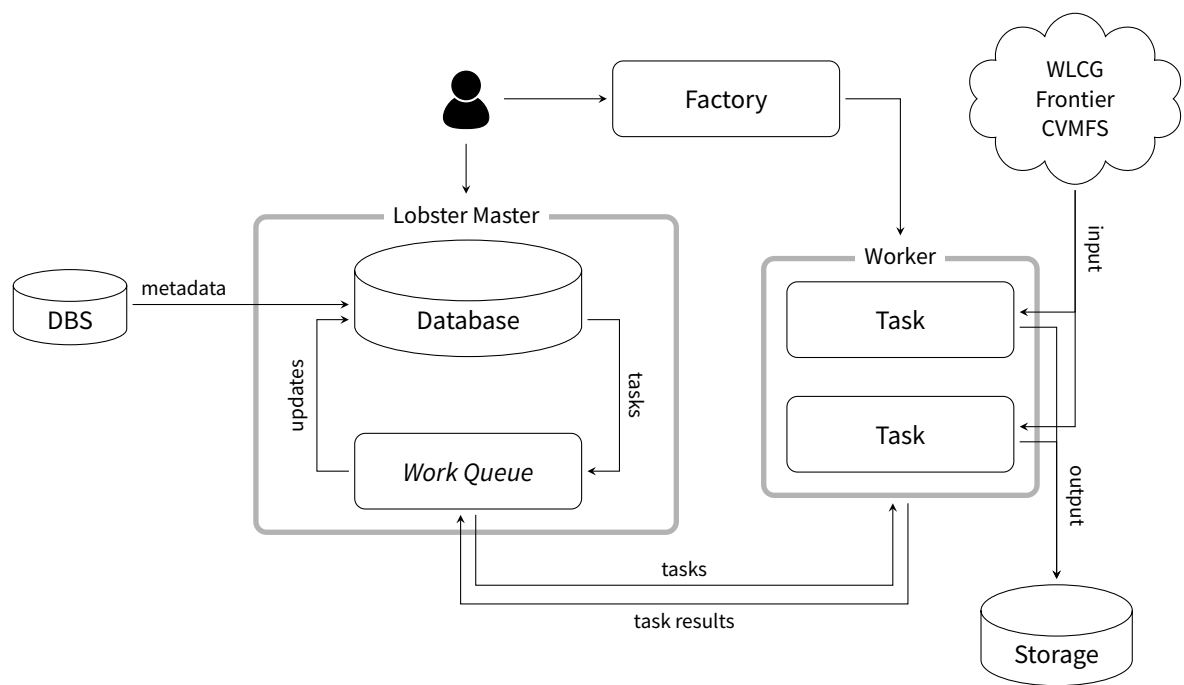 WLCG
Frontier
CVMFS
Factory
Lobster Master
input
Worker
metadata
DBS
Database
Task
updates
tasks
Task
Work Queue
output
tasks
task results
Storage